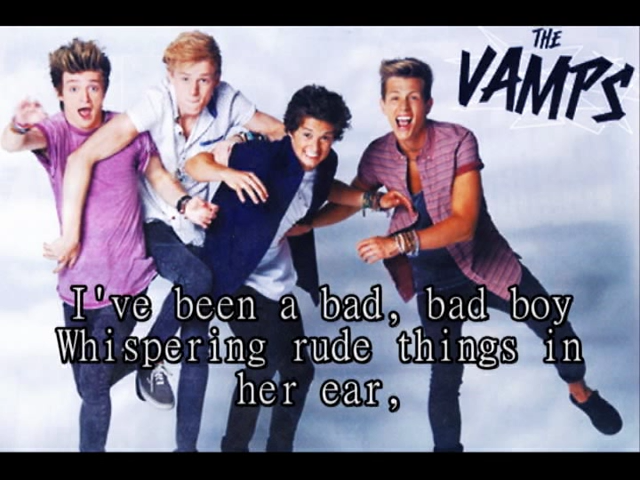 THE
VAMPS
I've been a bad, bad boy
Whispering rude things in
her ear,